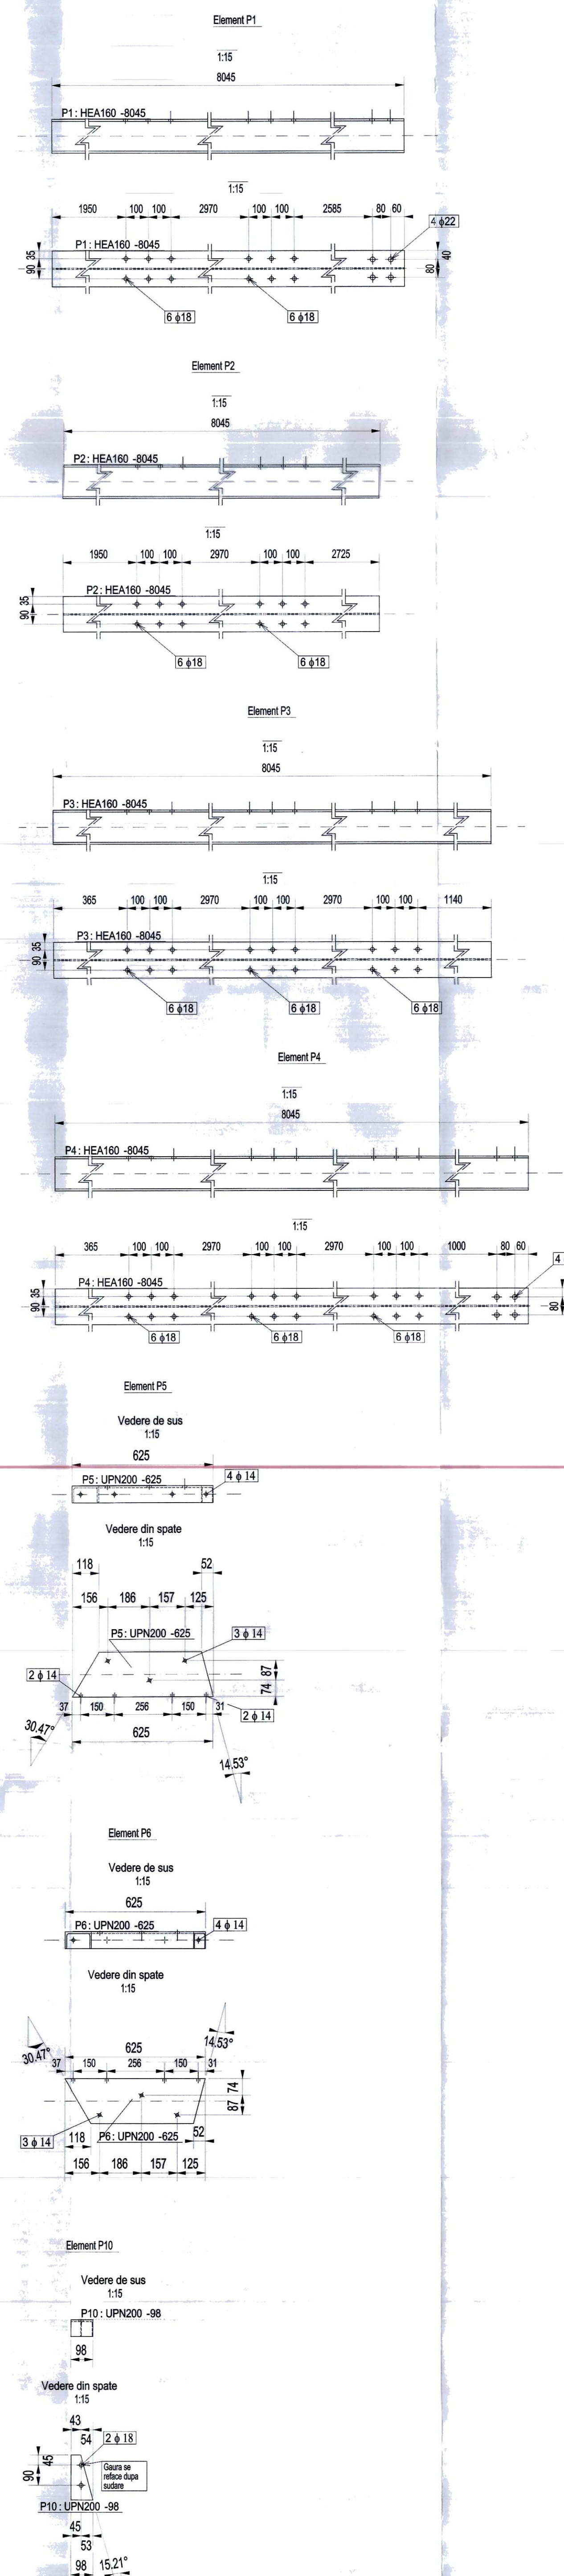 Element P1
1:15
8045
P1 : HEA160 -8045
1:15
1950 100 100 2970 100 100 2585 80 60
4 ϕ22
P1 : HEA160 -8045
35
90
40
80
6 ϕ18 6 ϕ18
Element P2
1:15
8045
P2 : HEA160 -8045
1:15
1950 100 100 2970 100 100 2725
P2 : HEA160 -8045
35
90
6 ϕ18 6 ϕ18
Element P3
1:15
8045
P3 : HEA160 -8045
1:15
365 100 100 2970 100 100 2970 100 100 1140
P3 : HEA160 -8045
35
90
6 ϕ18 6 ϕ18 6 ϕ18
Element P4
1:15
8045
P4 : HEA160 -8045
1:15
365 100 100 2970 100 100 2970 100 100 1000 80 60
4
P4 : HEA160 -8045
35
90
80
6 ϕ18 6 ϕ18 6 ϕ18
Element P5
Vedere de sus
1:15
625
P5 : UPN200 -625
4 ϕ 14
Vedere din spate
1:15
118 52
156 186 157 125
P5 : UPN200 -625
3 ϕ 14
2 ϕ 14
87
74
37 150 256 150 31
2 ϕ 14
30.47°
625
14.53°
Element P6
Vedere de sus
1:15
625
P6 : UPN200 -625
4 ϕ 14
Vedere din spate
1:15
30.47°
625
14.53°
37 150 256 150 31
74
87
3 ϕ 14
118
P6 : UPN200 -625
52
156 186 157 125
Element P10
Vedere de sus
1:15
P10 : UPN200 -98
98
Vedere din spate
1:15
43
54
2 ϕ 18
45
90
Gaura se
reface dupa
sudare
P10 : UPN200 -98
45
53
98
15.21°